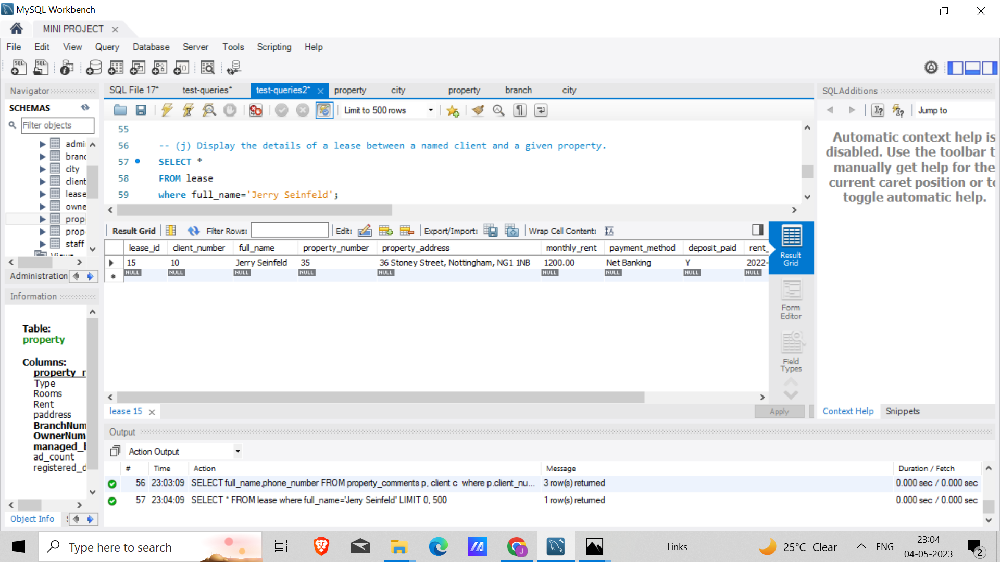 MySQL Workbench
MINI PROJECT
File Edit View Query Database Server Tools Scripting Help
Navigator
SCHEMAS
Filter objects
admi
branc
city
client
lease
owne
prop
prop
staff
Administration
Information
Table:
property
Columns:
property_r
Type
Rooms
Rent
paddress
BranchNum
OwnerNum
managed_l
ad_count
registered_d
Object Info
SQL File 17* test-queries* test-queries2* property city property branch city
Limit to 500 rows
55
56 -- (j) Display the details of a lease between a named client and a given property.
57 SELECT *
58 FROM lease
59 where full_name='Jerry Seinfeld';
Result Grid Filter Rows: Edit: Export/Import: Wrap Cell Content:
lease_id client_number full_name property_number property_address monthly_rent payment_method deposit_paid rent_
15 10 Jerry Seinfeld 35 36 Stoney Street, Nottingham, NG1 1NB 1200.00 Net Banking Y 2022-
NULL NULL NULL NULL NULL NULL NULL NULL NULL
Result
Grid
Form
Editor
Field
Types
lease 15
Apply
SQLAdditions
Jump to
Automatic context help is
disabled. Use the toolbar t
manually get help for the
current caret position or to
toggle automatic help.
Context Help Snippets
Output
Action Output
# Time Action Message Duration / Fetch
56 23:03:09 SELECT full_name,phone_number FROM property_comments p, client c where p.client_nu... 3 row(s) returned 0.000 sec / 0.000 sec
57 23:04:09 SELECT * FROM lease where full_name='Jerry Seinfeld' LIMIT 0, 500 1 row(s) returned 0.000 sec / 0.000 sec
Type here to search
Links
25°C Clear
ENG
23:04
04-05-2023
2